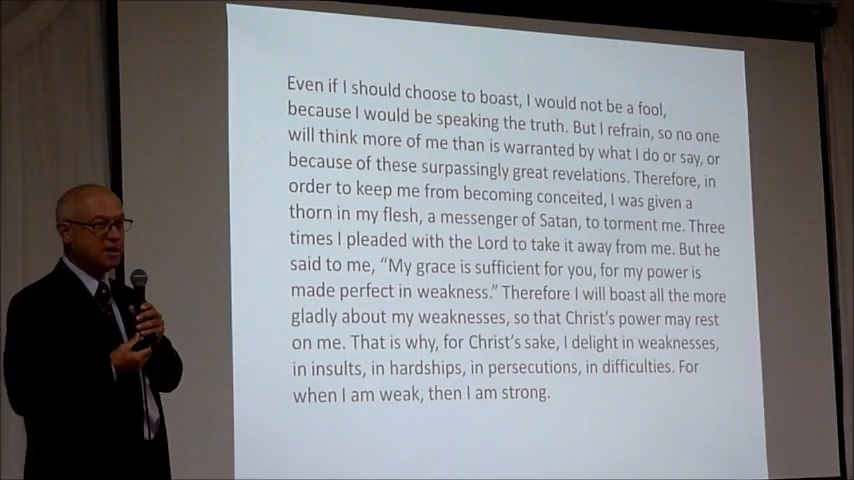 Even if I should choose to boast, I would not be a fool,
because I would be speaking the truth. But I refrain, so no one
will think more of me than is warranted by what I do or say, or
because of these surpassingly great revelations. Therefore, in
order to keep me from becoming conceited, I was given a
thorn in my flesh, a messenger of Satan, to torment me. Three
times I pleaded with the Lord to take it away from me. But he
said to me, “My grace is sufficient for you, for my power is
made perfect in weakness.” Therefore I will boast all the more
gladly about my weaknesses, so that Christ’s power may rest
on me. That is why, for Christ’s sake, I delight in weaknesses,
in insults, in hardships, in persecutions, in difficulties. For
when I am weak, then I am strong.